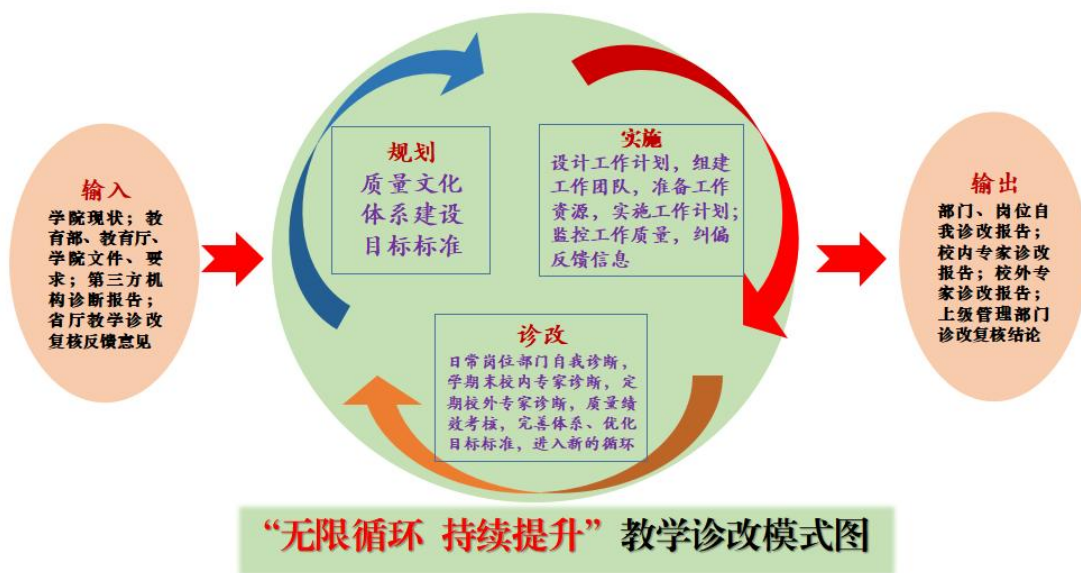 输入
学院现状；教
育部、教育厅、
学院文件、要
求；第三方机
构诊断报告；
省厅教学诊改
复核反馈意见
规划
质量文化
体系建设
目标标准
实施
设计工作计划，组建
工作团队，准备工作
资源，实施工作计划；
监控工作质量，纠偏
反馈信息
诊改
日常岗位部门自我诊断，
学期末校内专家诊断，定
期校外专家诊断，质量绩
效考核，完善体系、优化
目标标准，进入新的循环
输出
部门、岗位自
我诊改报告；
校内专家诊改
报告；校外专
家诊改报告；
上级管理部门
诊改复核结论
“无限循环 持续提升”教学诊改模式图